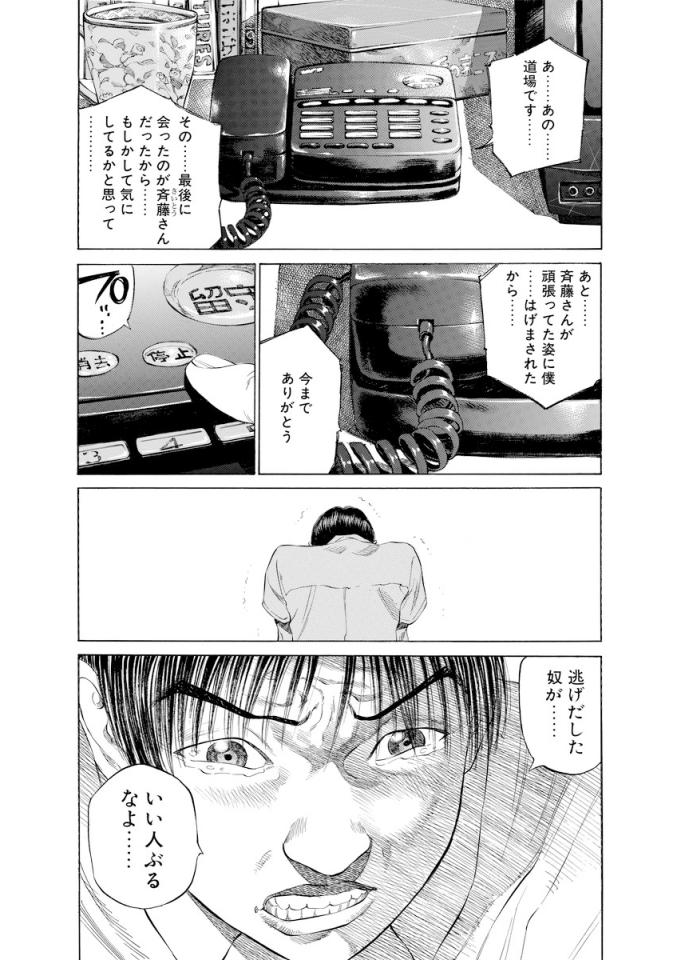 あ……あの
道場です……
その……最後に
会ったのが斉藤さん
だったから……
もしかして気に
してるかと思って
………
あと……
斉藤さんが
頑張ってた姿に僕
……はげまされた
から……
今まで
ありがとう
留守
消去
停止
3
4
逃げだした
奴が……
いい人ぶる
なよ……